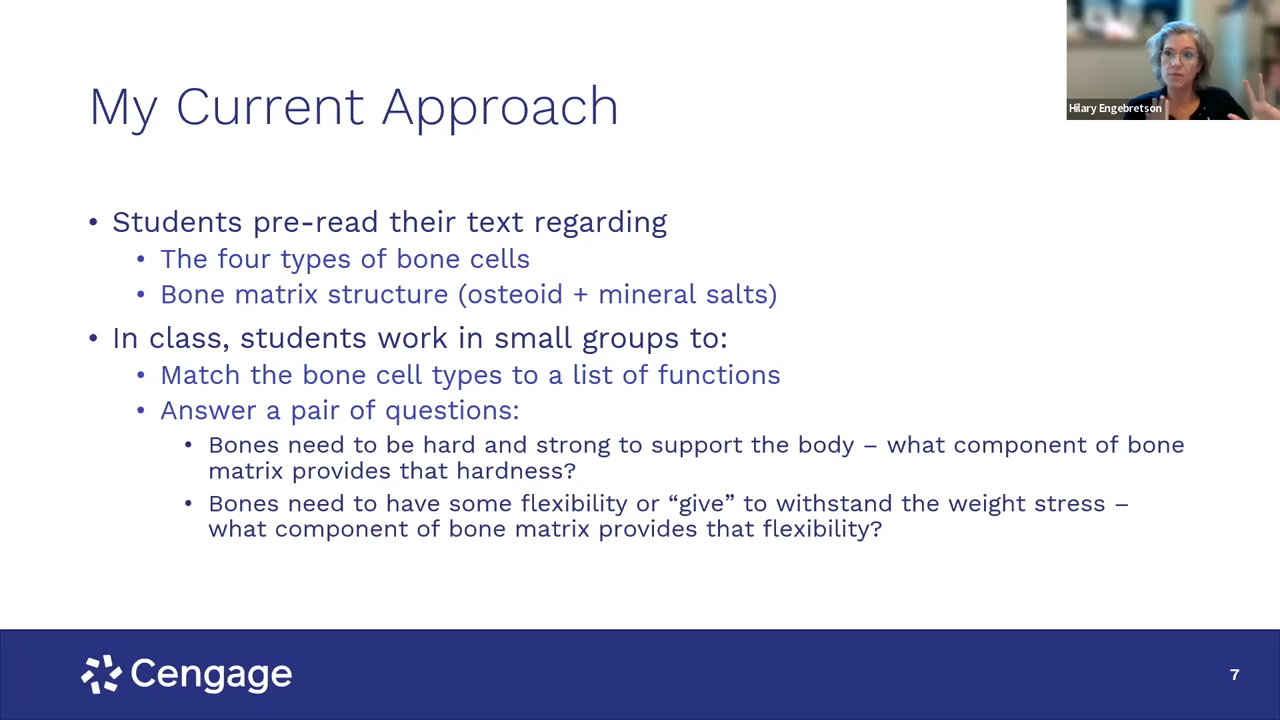 My Current Approach
Hilary Engebretson
• Students pre-read their text regarding
• The four types of bone cells
• Bone matrix structure (osteoid + mineral salts)
• In class, students work in small groups to:
• Match the bone cell types to a list of functions
• Answer a pair of questions:
• Bones need to be hard and strong to support the body – what component of bone
matrix provides that hardness?
• Bones need to have some flexibility or “give” to withstand the weight stress –
what component of bone matrix provides that flexibility?
Cengage
7